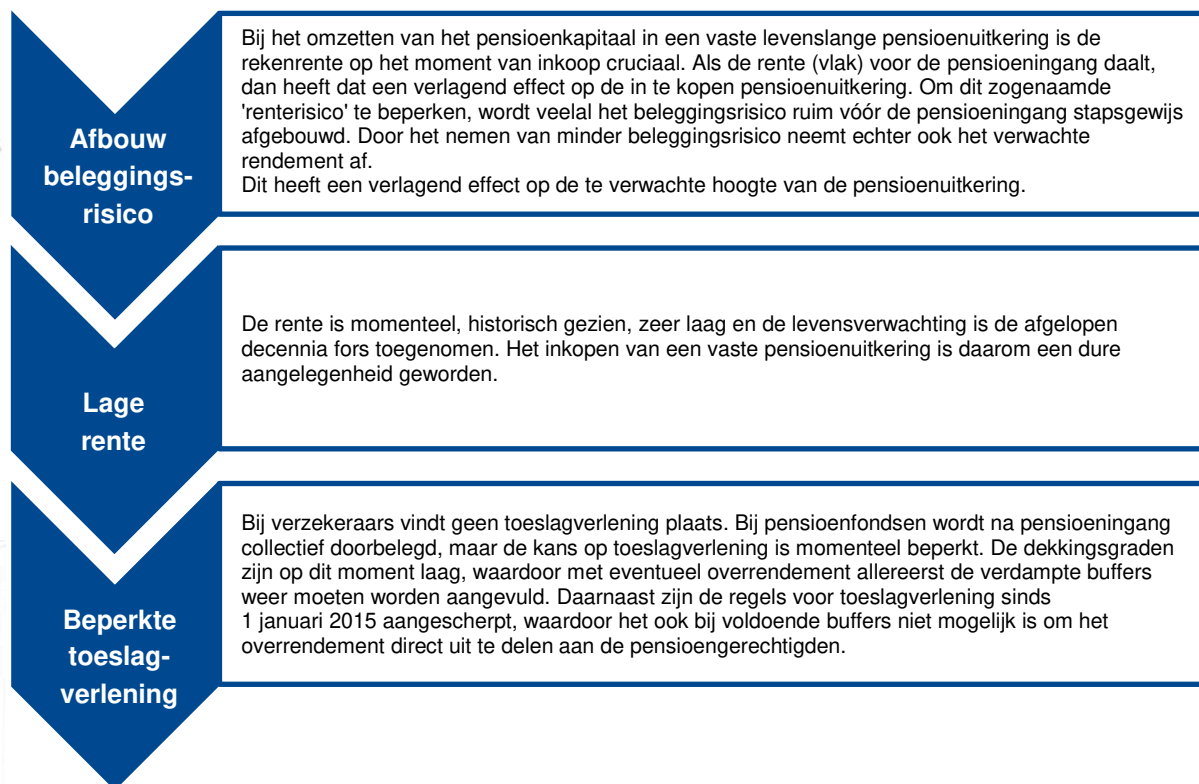 Afbouw
beleggings-
risico
Bij het omzetten van het pensioenkapitaal in een vaste levenslange pensioenuitkering is de
rekenrente op het moment van inkoop cruciaal. Als de rente (vlak) voor de pensioeningang daalt,
dan heeft dat een verlagend effect op de in te kopen pensioenuitkering. Om dit zogenaamde
'renterisico' te beperken, wordt veelal het beleggingsrisico ruim vóór de pensioeningang stapsgewijs
afgebouwd. Door het nemen van minder beleggingsrisico neemt echter ook het verwachte
rendement af.
Dit heeft een verlagend effect op de te verwachte hoogte van de pensioenuitkering.
Lage
rente
De rente is momenteel, historisch gezien, zeer laag en de levensverwachting is de afgelopen
decennia fors toegenomen. Het inkopen van een vaste pensioenuitkering is daarom een dure
aangelegenheid geworden.
Beperkte
toeslag-
verlening
Bij verzekeraars vindt geen toeslagverlening plaats. Bij pensioenfondsen wordt na pensioeningang
collectief doorbelegd, maar de kans op toeslagverlening is momenteel beperkt. De dekkingsgraden
zijn op dit moment laag, waardoor met eventueel overrendement allereerst de verdampte buffers
weer moeten worden aangevuld. Daarnaast zijn de regels voor toeslagverlening sinds
1 januari 2015 aangescherpt, waardoor het ook bij voldoende buffers niet mogelijk is om het
overrendement direct uit te delen aan de pensioengerechtigden.